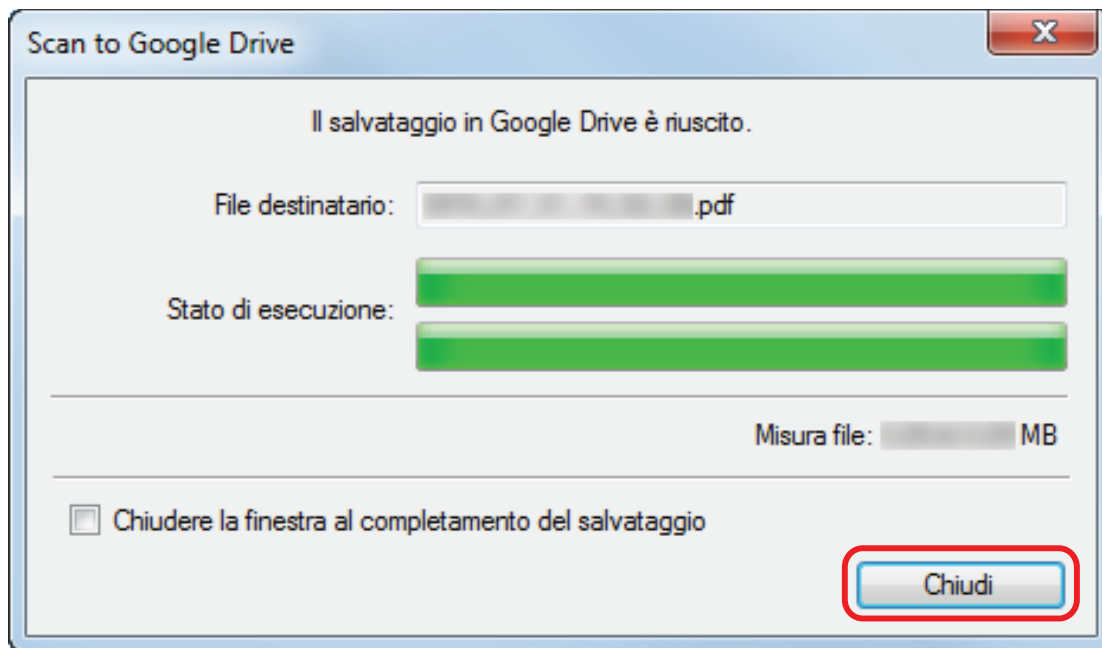 Scan to Google Drive
Il salvataggio in Google Drive è riuscito.
File destinatario: .pdf
Stato di esecuzione:
Misura file: MB
Chiudere la finestra al completamento del salvataggio
Chiudi